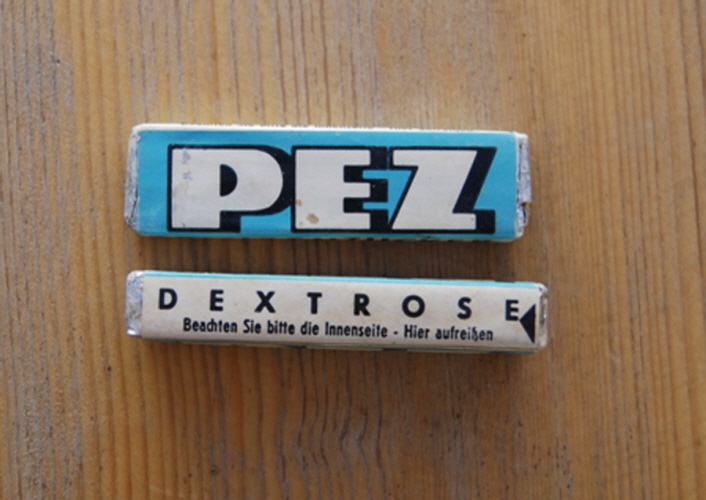 PEZ
DEXTROSE
Beachten Sie bitte die Innenseite - Hier aufreißen